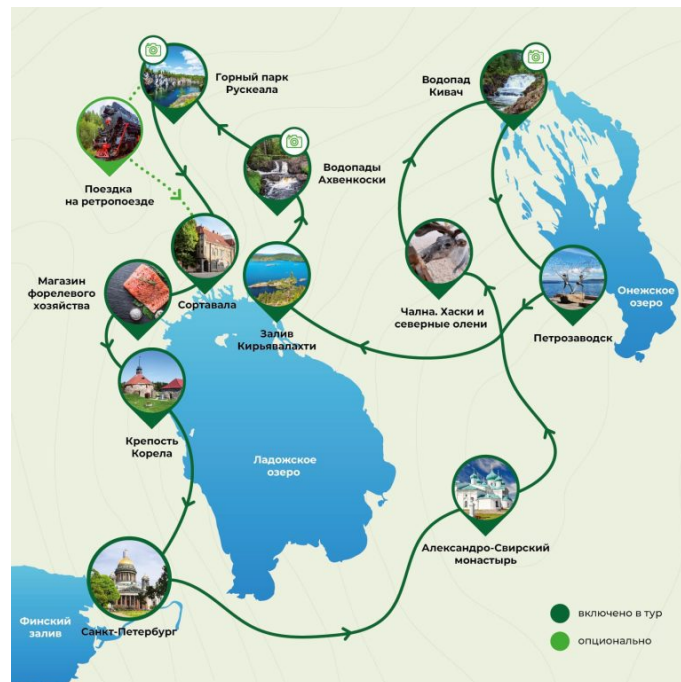 Горный парк
Рускеала
Водопад
Кивач
Поездка
на ретропоезде
Водопады
Ахвенкоски
Магазин
форелевого
хозяйства
Сортавала
Залив
Кирьявалахти
Чална. Хаски и
северные олени
Петрозаводск
Онежское
озеро
Крепость
Корела
Ладожское
озеро
Александро-Свирский
монастырь
Финский
залив
Санкт-Петербург
включено в тур
опционально